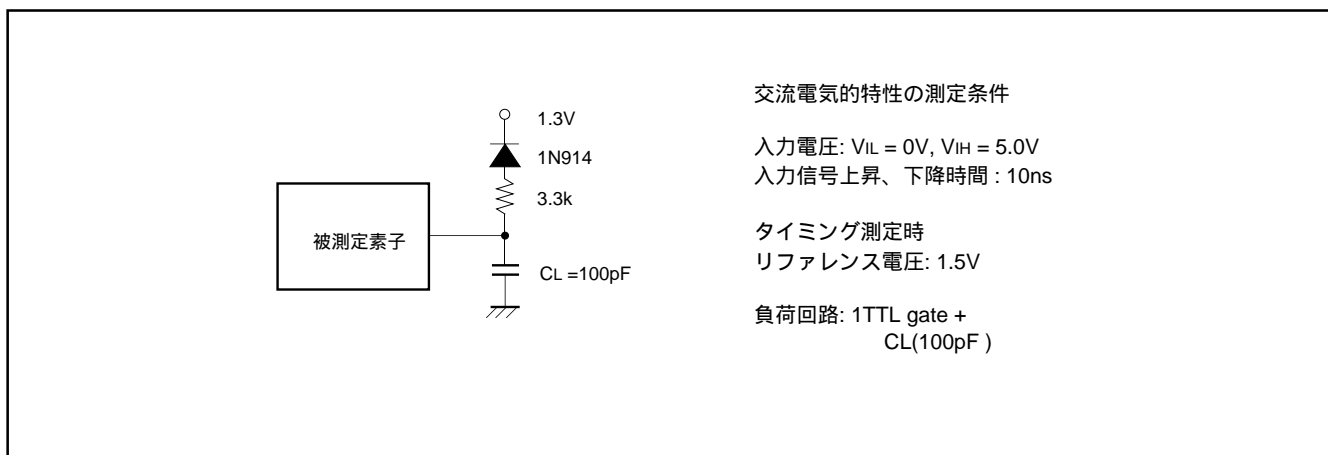 1.3V
1N914
3.3k
被測定素子
CL =100pF
交流電気的特性の測定条件
入力電圧: VIL = 0V, VIH = 5.0V
入力信号上昇、下降時間 : 10ns
タイミング測定時
リファレンス電圧: 1.5V
負荷回路: 1TTL gate +
CL(100pF )